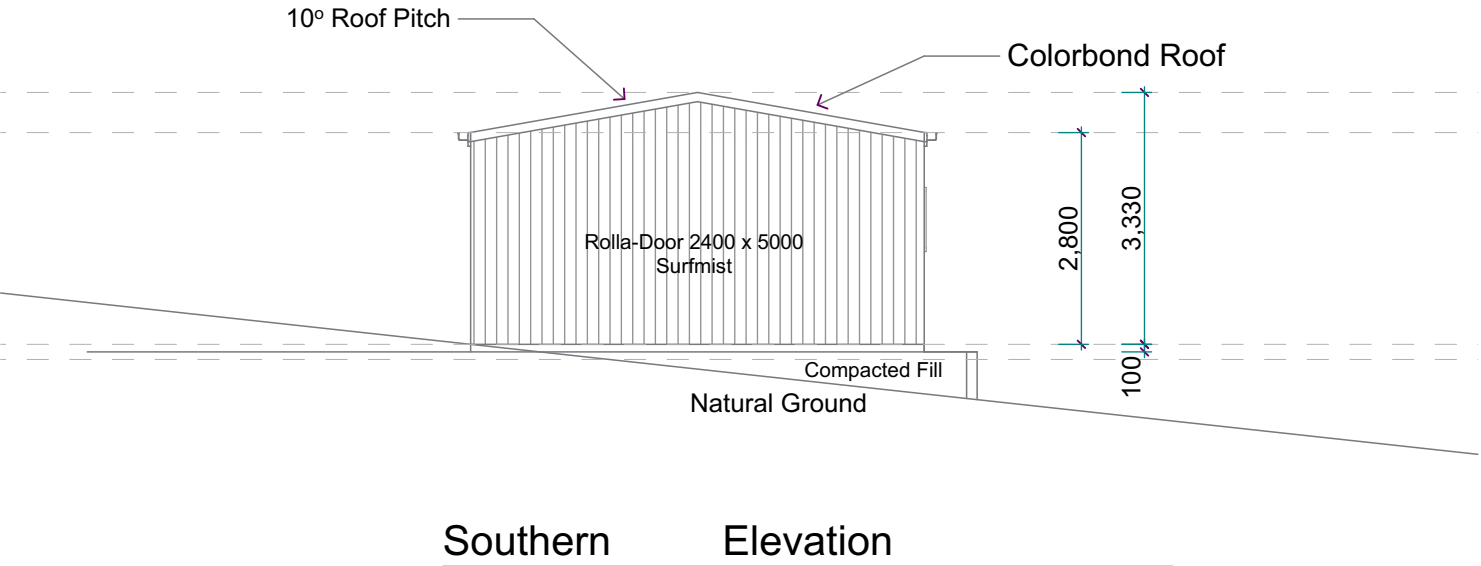 10º Roof Pitch
Colorbond Roof
Rolla-Door 2400 x 5000
Surfmist
2,800
3,330
100
Compacted Fill
Natural Ground
Southern Elevation